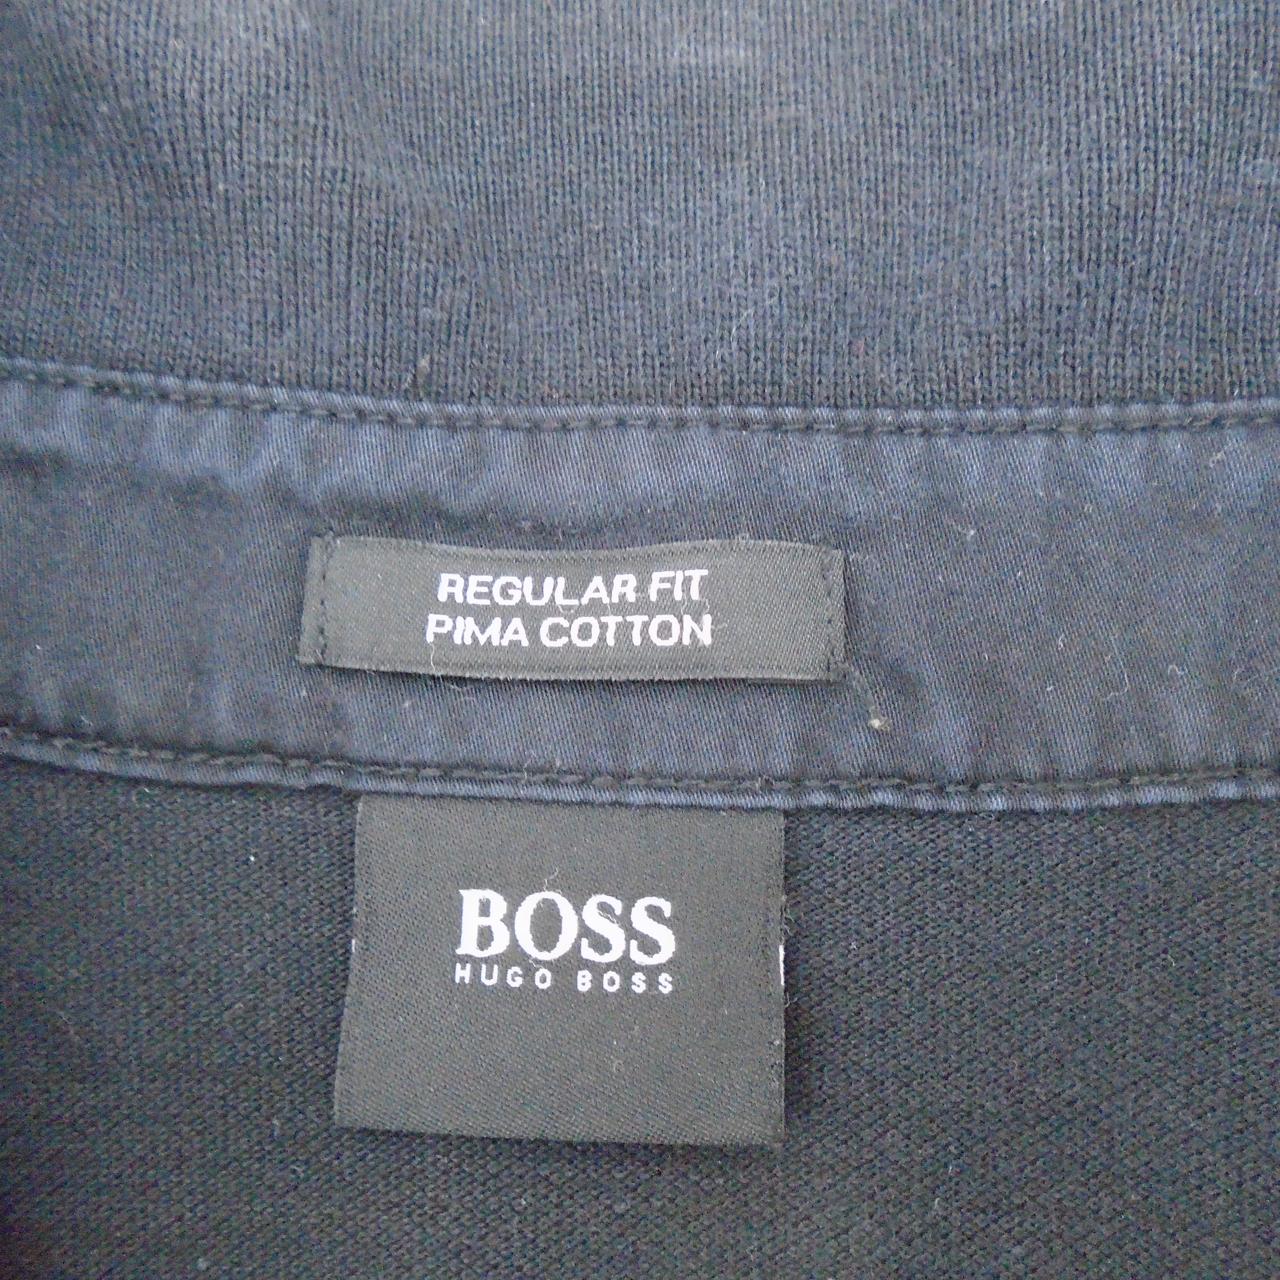 REGULAR FIT
PIMA COTTON
BOSS
HUGO BOSS